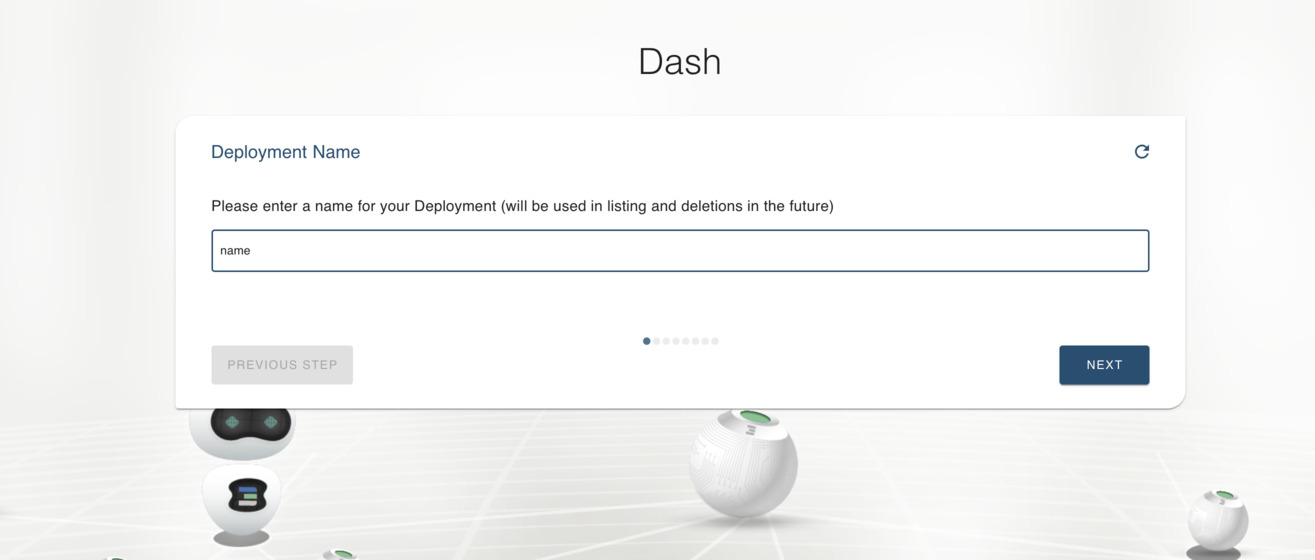 Dash
Deployment Name
Please enter a name for your Deployment (will be used in listing and deletions in the future)
name
PREVIOUS STEP
NEXT